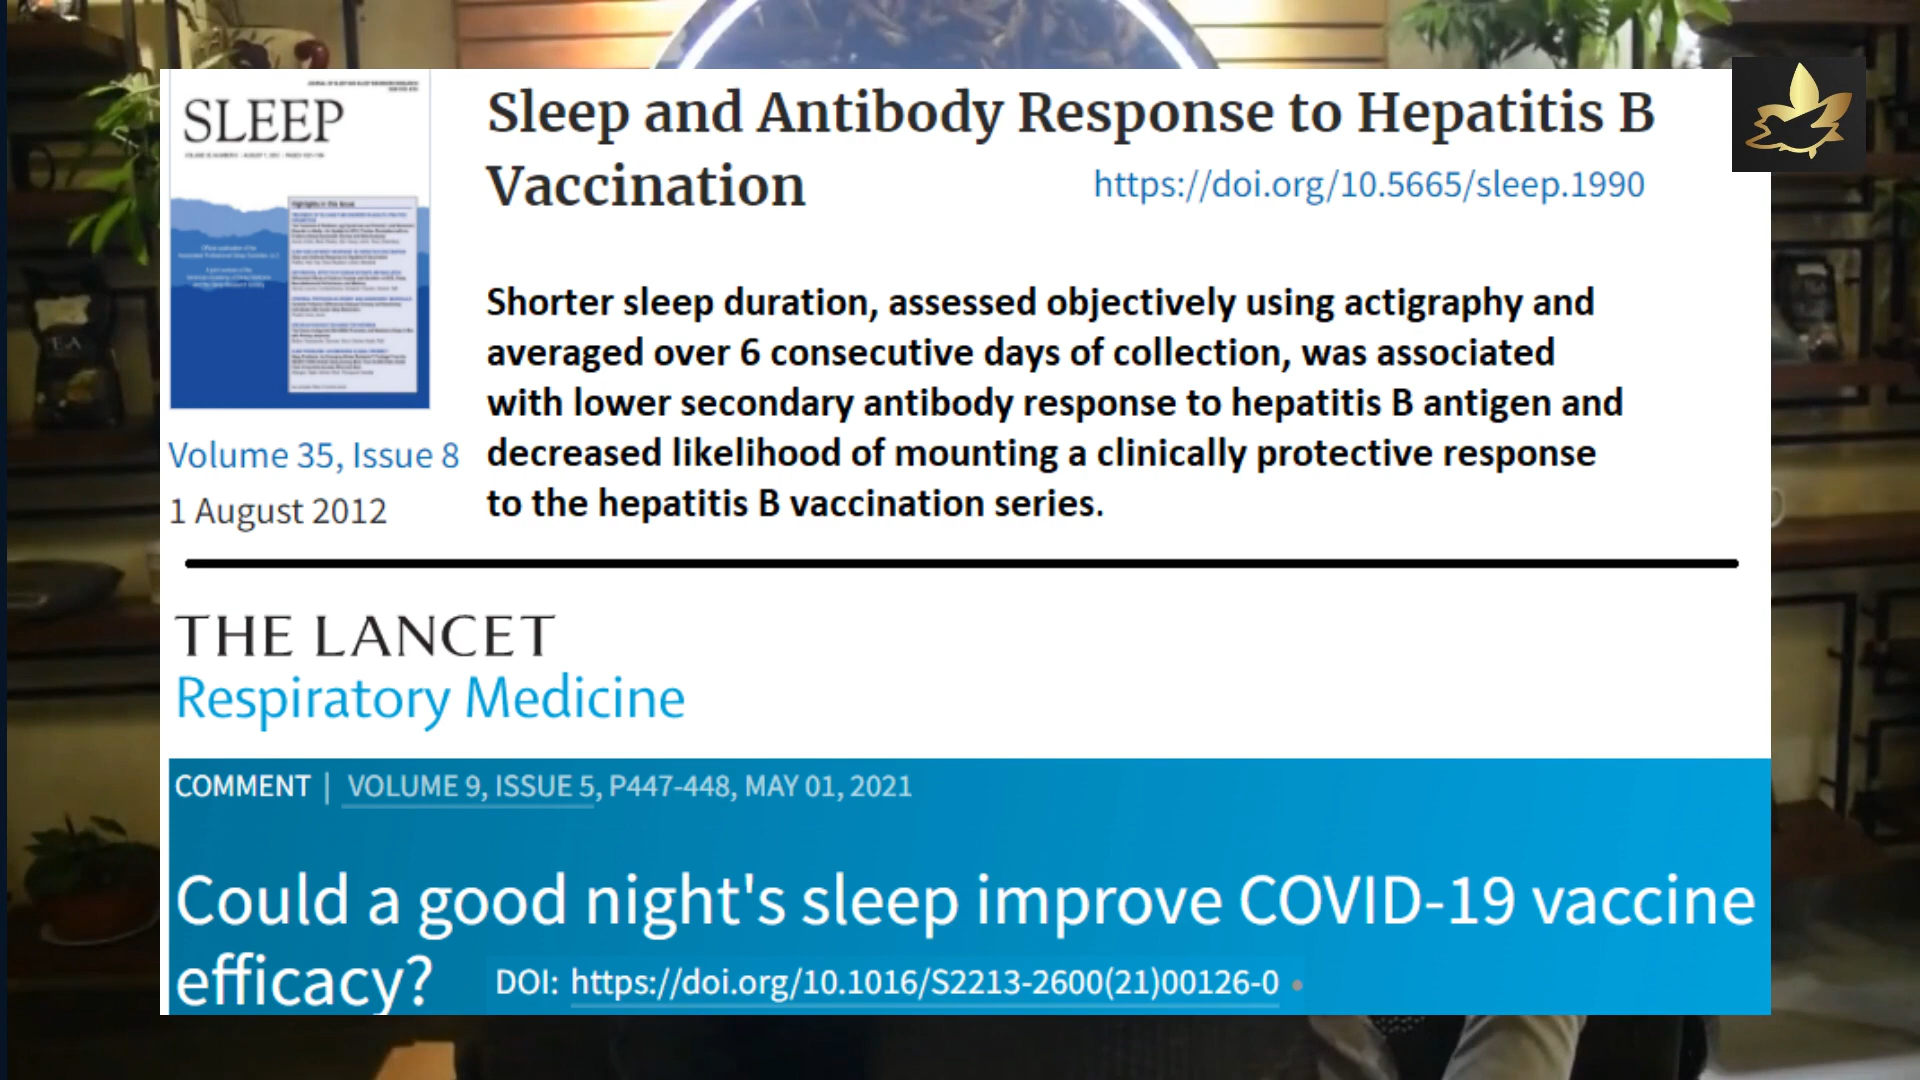 SLEEP
Highlights in this issue
Sleep and Antibody Response to Hepatitis B
Vaccination
https://doi.org/10.5665/sleep.1990
Shorter sleep duration, assessed objectively using actigraphy and
averaged over 6 consecutive days of collection, was associated
with lower secondary antibody response to hepatitis B antigen and
decreased likelihood of mounting a clinically protective response
to the hepatitis B vaccination series.
Volume 35, Issue 8
1 August 2012
THE LANCET
Respiratory Medicine
COMMENT | VOLUME 9, ISSUE 5, P447-448, MAY 01, 2021
Could a good night's sleep improve COVID-19 vaccine
efficacy?
DOI: https://doi.org/10.1016/S2213-2600(21)00126-0